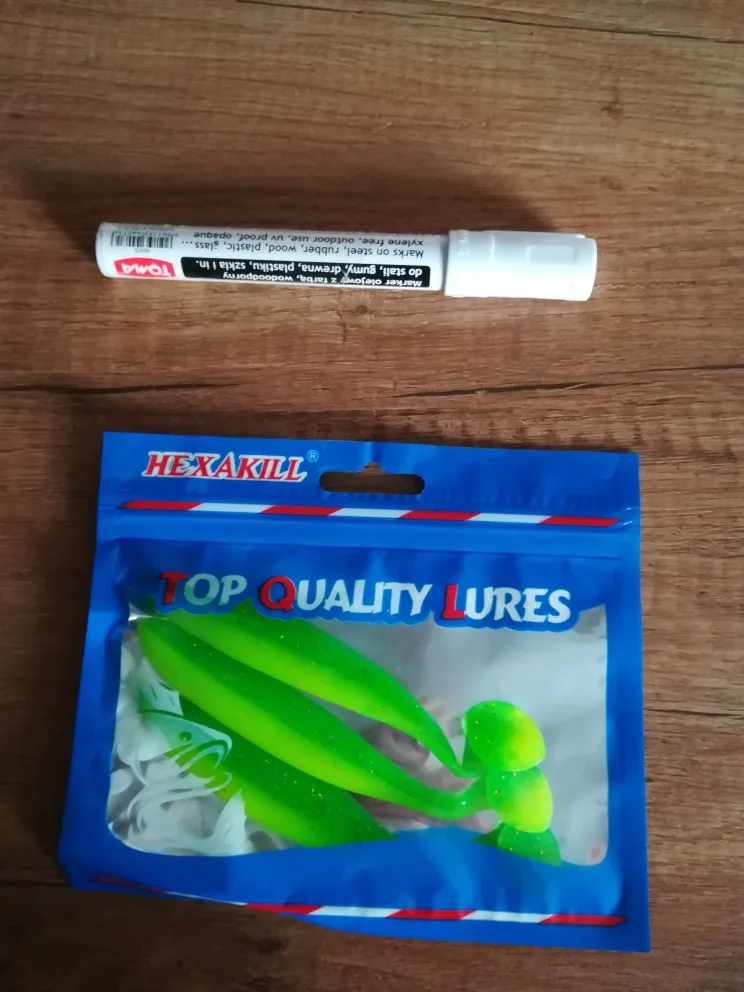 TOMA
Marker olejowy z farbą, wodoodporny
do stali, gumy, drewna, plastiku, szkła i in.
Marks on steel, rubber, wood, plastic, glass...
xylene free, outdoor use, uv proof, opaque
HEXAKILL®
TOP QUALITY LURES